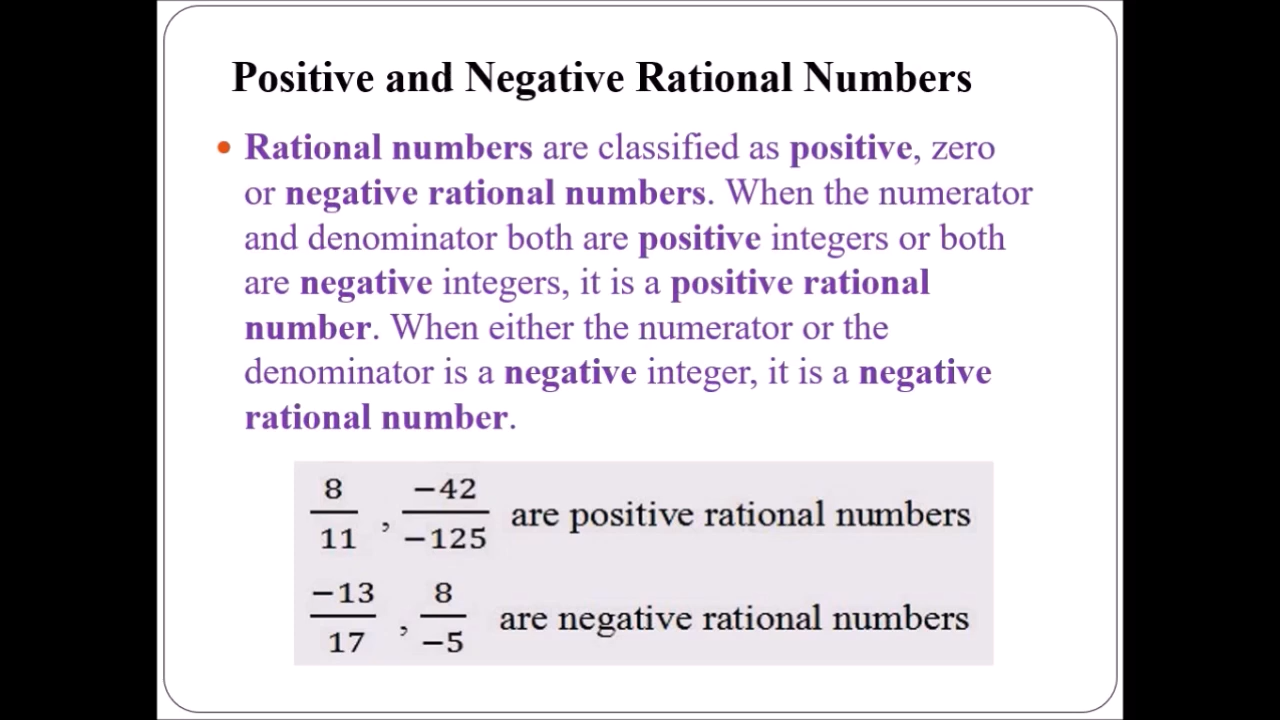 Positive and Negative Rational Numbers
• Rational numbers are classified as positive, zero
or negative rational numbers. When the numerator
and denominator both are positive integers or both
are negative integers, it is a positive rational
number. When either the numerator or the
denominator is a negative integer, it is a negative
rational number.
8/11 , −42/−125 are positive rational numbers
−13/17 , 8/−5 are negative rational numbers